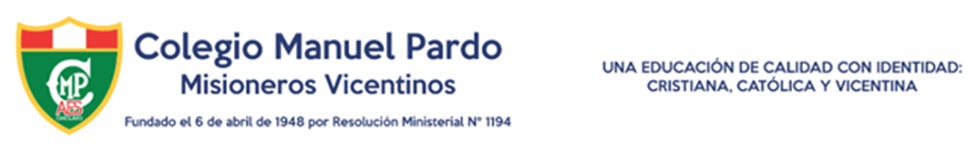 CMP
AES
CHICLAYO
Colegio Manuel Pardo
Misioneros Vicentinos
Fundado el 6 de abril de 1948 por Resolución Ministerial N° 1194
UNA EDUCACIÓN DE CALIDAD CON IDENTIDAD:
CRISTIANA, CATÓLICA Y VICENTINA